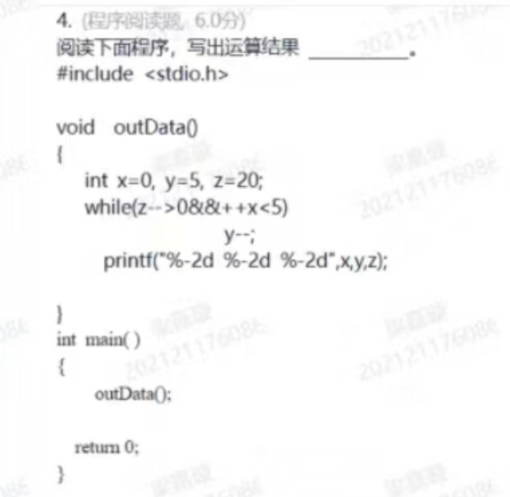 4. (程序阅读题, 6.0分)
阅读下面程序，写出运算结果 __________。
#include <stdio.h>
void outData()
{
int x=0, y=5, z=20;
while(z-->0&&++x<5)
y--;
printf("%-2d %-2d %-2d",x,y,z);
}
int main( )
{
outData();
return 0;
}